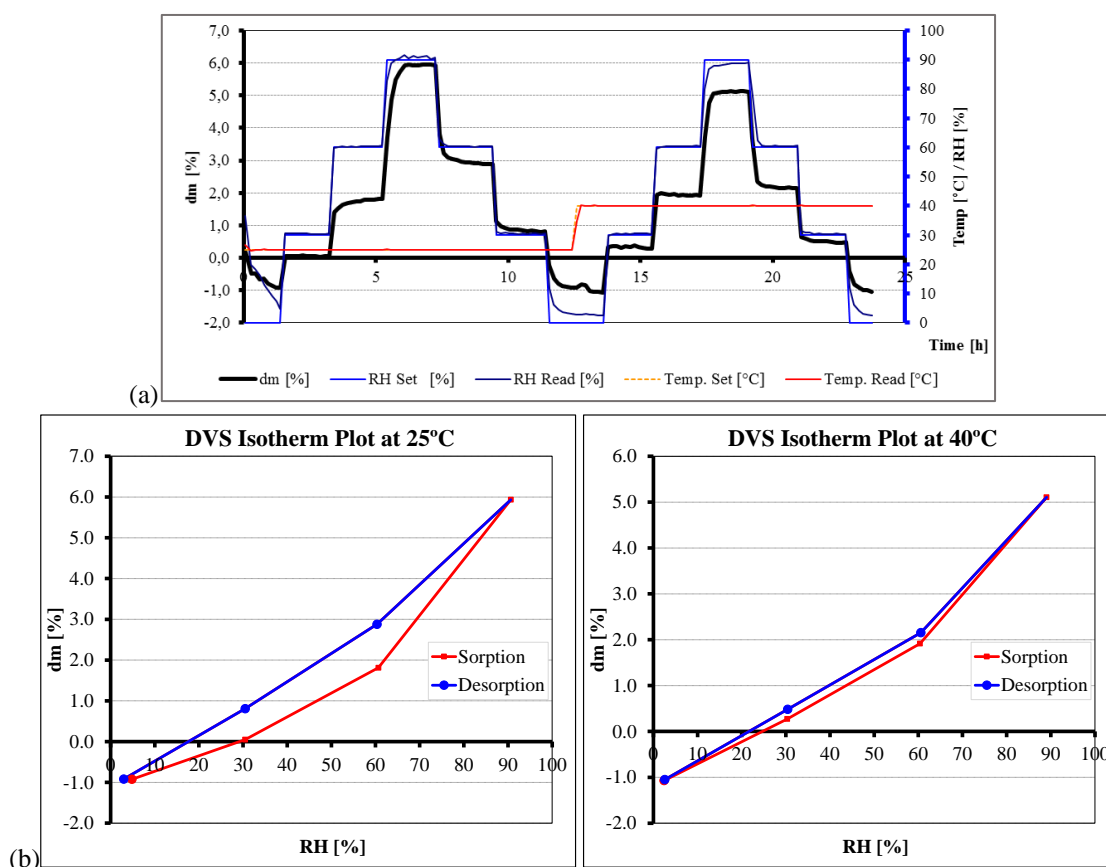 7,0
6,0
5,0
4,0
3,0
2,0
1,0
0,0
-1,0
-2,0
dm [%]
0
5
10
15
20
25
100
90
80
70
60
50
40
30
20
10
0
Temp [°C] / RH [%]
Time [h]
dm [%] RH Set [%] RH Read [%] Temp. Set [°C] Temp. Read [°C]
(a)
DVS Isotherm Plot at 25ºC
7.0
6.0
5.0
4.0
3.0
2.0
1.0
0.0
-1.0
-2.0
dm [%]
0 10 20 30 40 50 60 70 80 90 100
Sorption
Desorption
RH [%]
DVS Isotherm Plot at 40ºC
6.0
5.0
4.0
3.0
2.0
1.0
0.0
-1.0
-2.0
dm [%]
0 10 20 30 40 50 60 70 80 90 100
Sorption
Desorption
RH [%]
(b)